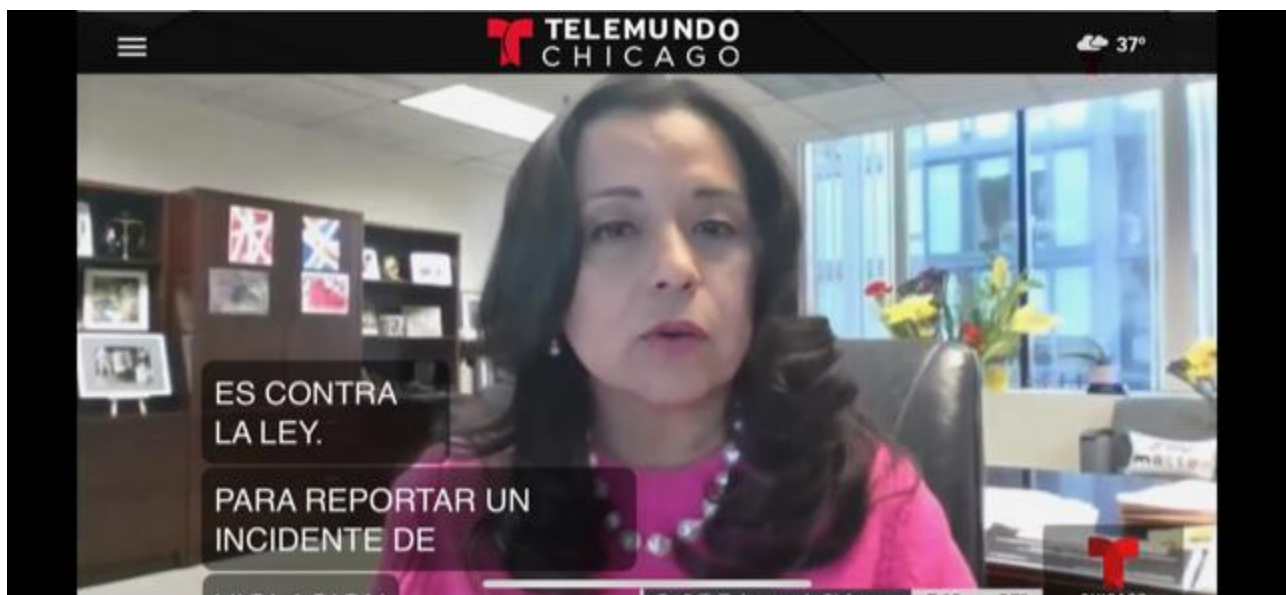 TELEMUNDO
CHICAGO
37°
ES CONTRA
LA LEY.
PARA REPORTAR UN
INCIDENTE DE